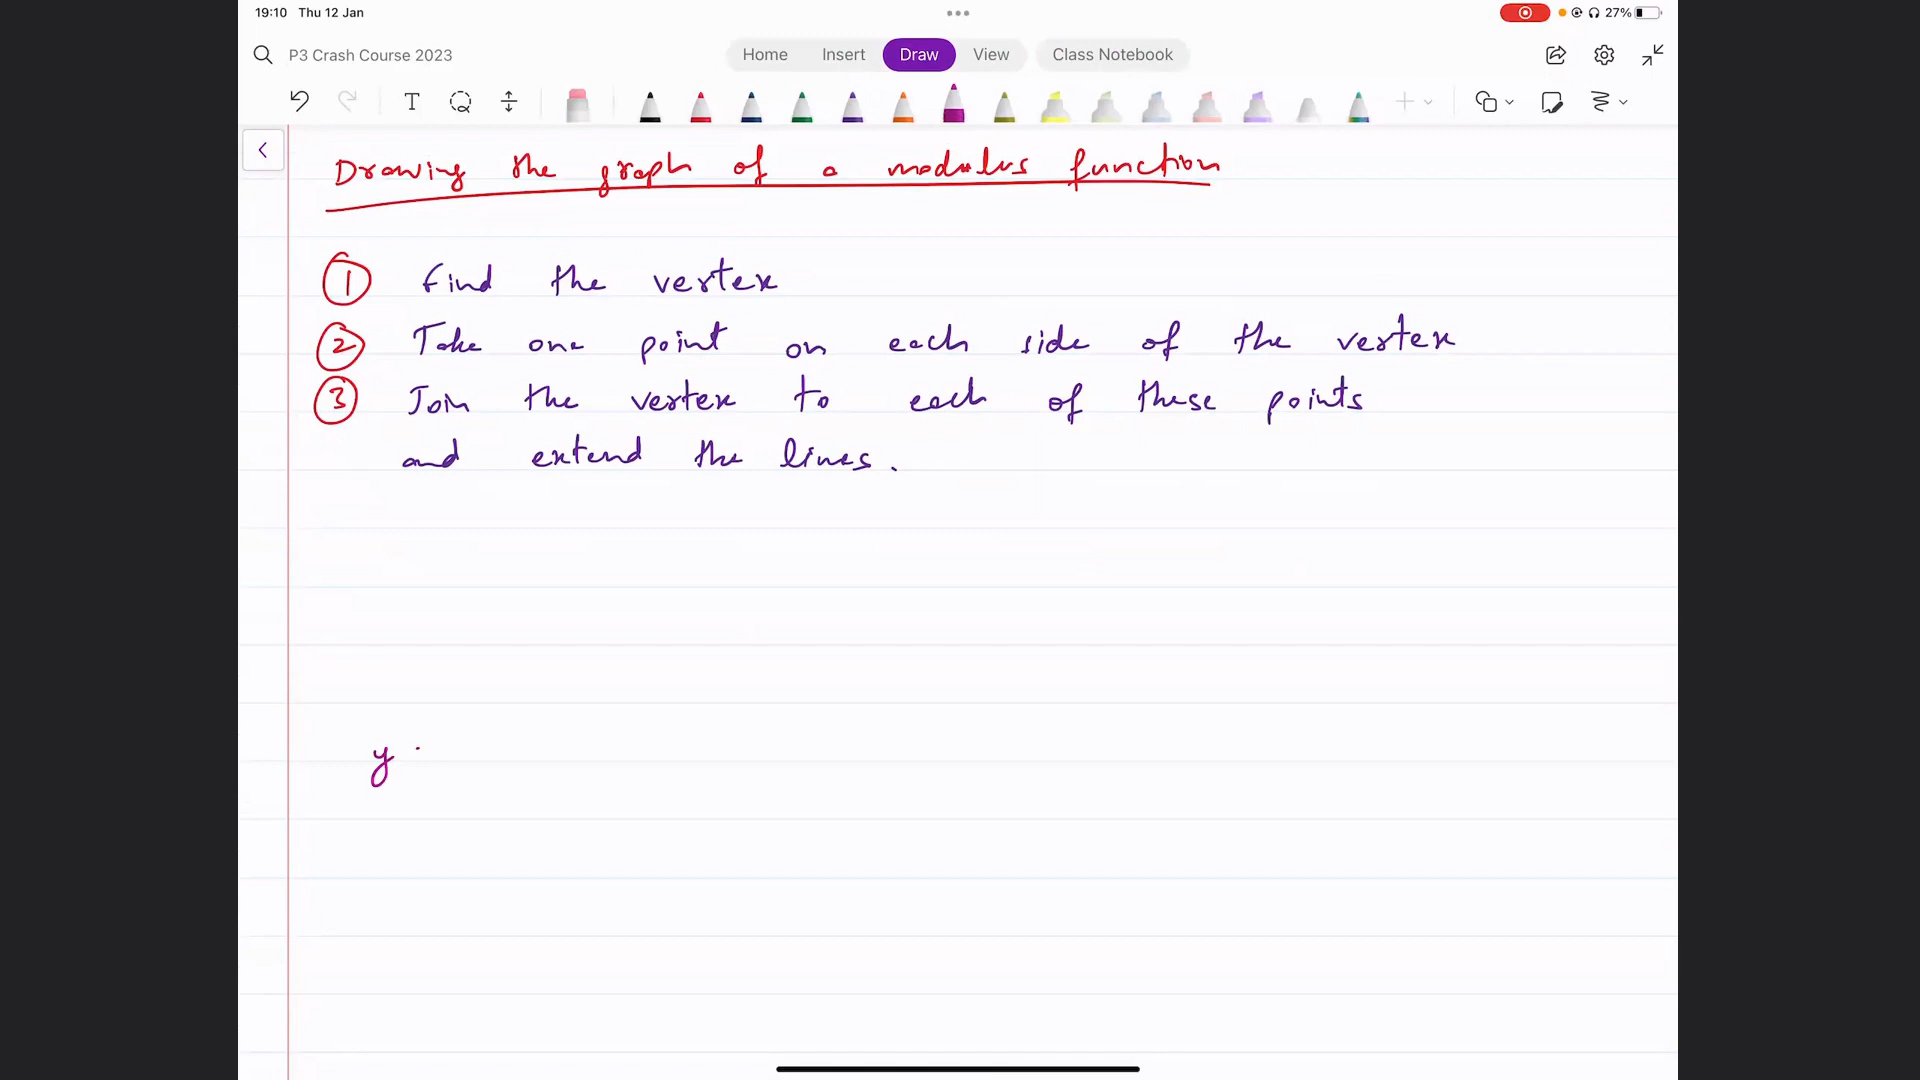 19:10 Thu 12 Jan
27%
P3 Crash Course 2023
Home Insert Draw View Class Notebook
T
Drawing the graph of a modulus function
① Find the vertex
② Take one point on each side of the vertex
③ Join the vertex to each of these points
and extend the lines.
y